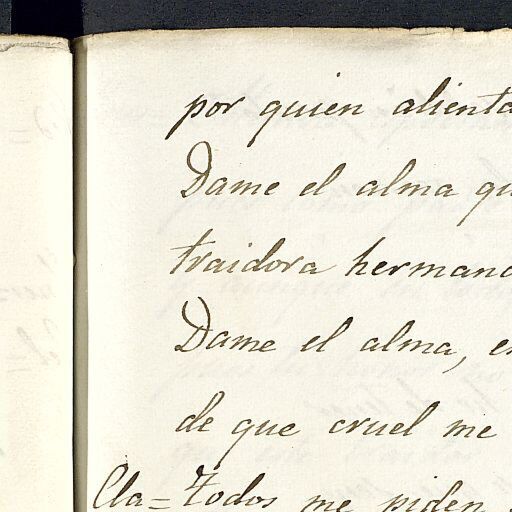 por quien alienta
Dame el alma
traidora hermana
Dame el alma,
de que cruel me
Cla= Todos me piden